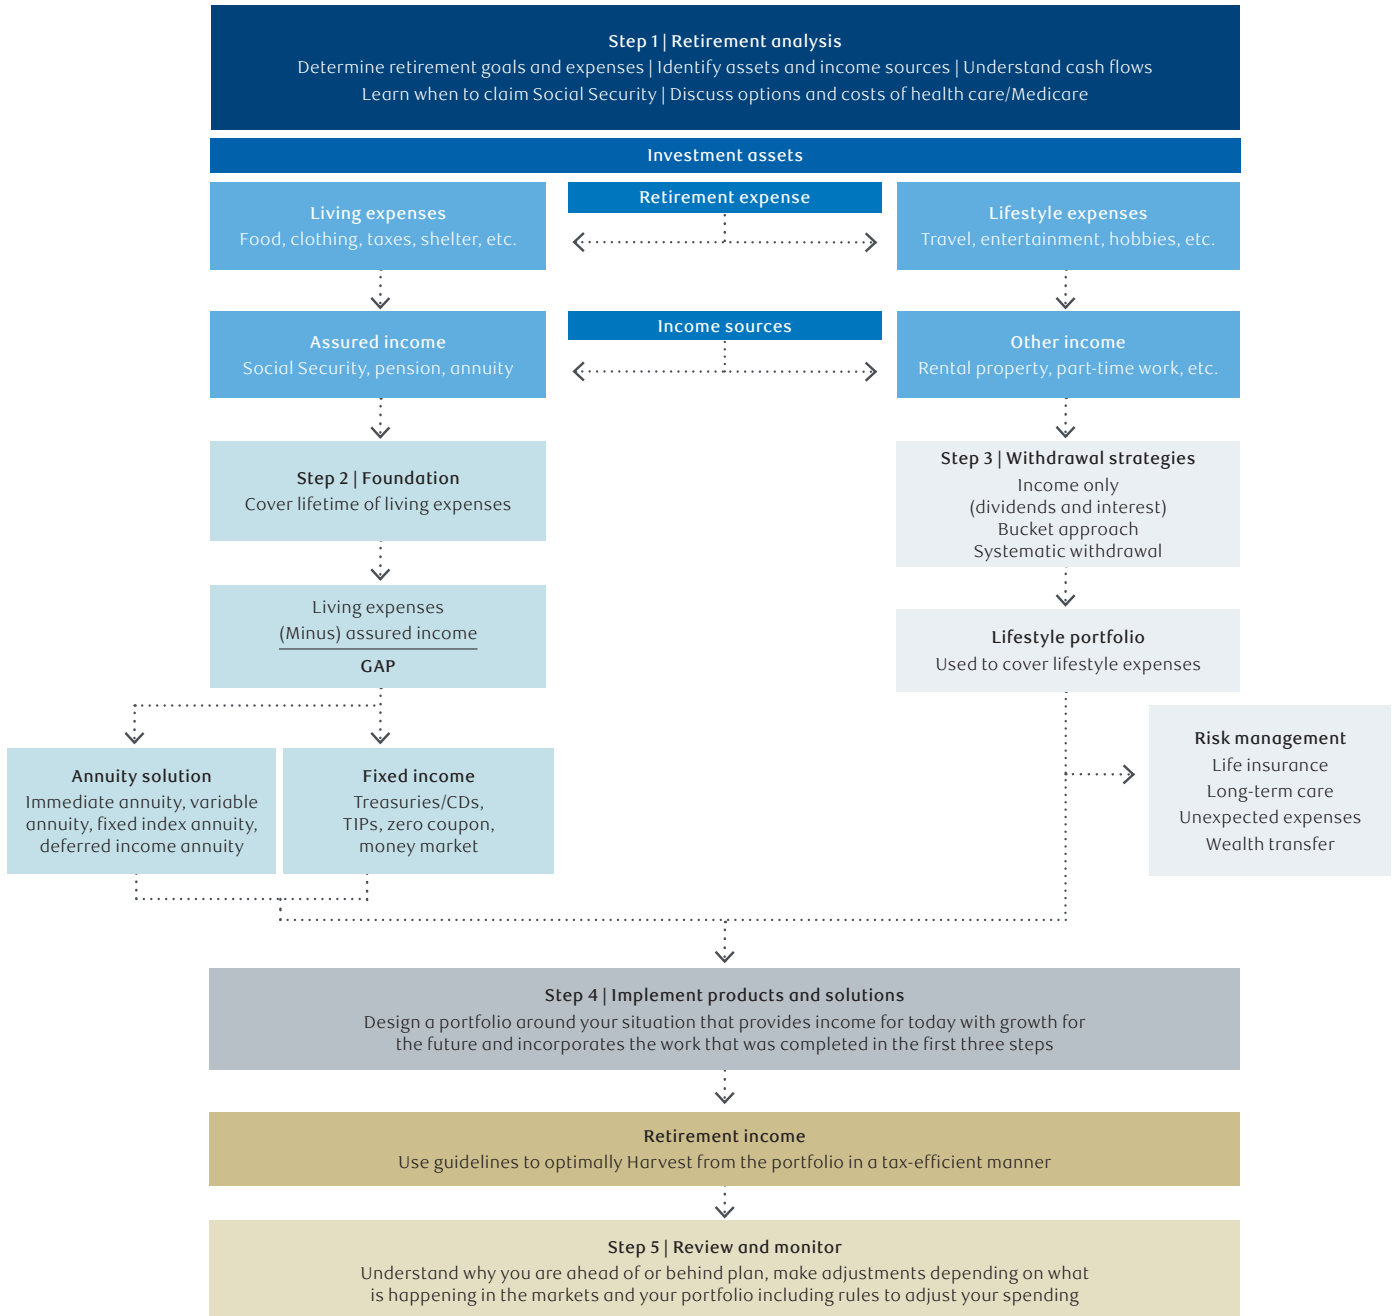 Step 1 | Retirement analysis
Determine retirement goals and expenses | Identify assets and income sources | Understand cash flows
Learn when to claim Social Security | Discuss options and costs of health care/Medicare
Investment assets
Living expenses
Food, clothing, taxes, shelter, etc.
Retirement expense
Lifestyle expenses
Travel, entertainment, hobbies, etc.
Assured income
Social Security, pension, annuity
Income sources
Other income
Rental property, part-time work, etc.
Step 2 | Foundation
Cover lifetime of living expenses
Step 3 | Withdrawal strategies
Income only
(dividends and interest)
Bucket approach
Systematic withdrawal
Living expenses
(Minus) assured income
GAP
Lifestyle portfolio
Used to cover lifestyle expenses
Annuity solution
Immediate annuity, variable
annuity, fixed index annuity,
deferred income annuity
Fixed income
Treasuries/CDs,
TIPs, zero coupon,
money market
Risk management
Life insurance
Long-term care
Unexpected expenses
Wealth transfer
Step 4 | Implement products and solutions
Design a portfolio around your situation that provides income for today with growth for
the future and incorporates the work that was completed in the first three steps
Retirement income
Use guidelines to optimally Harvest from the portfolio in a tax-efficient manner
Step 5 | Review and monitor
Understand why you are ahead of or behind plan, make adjustments depending on what
is happening in the markets and your portfolio including rules to adjust your spending